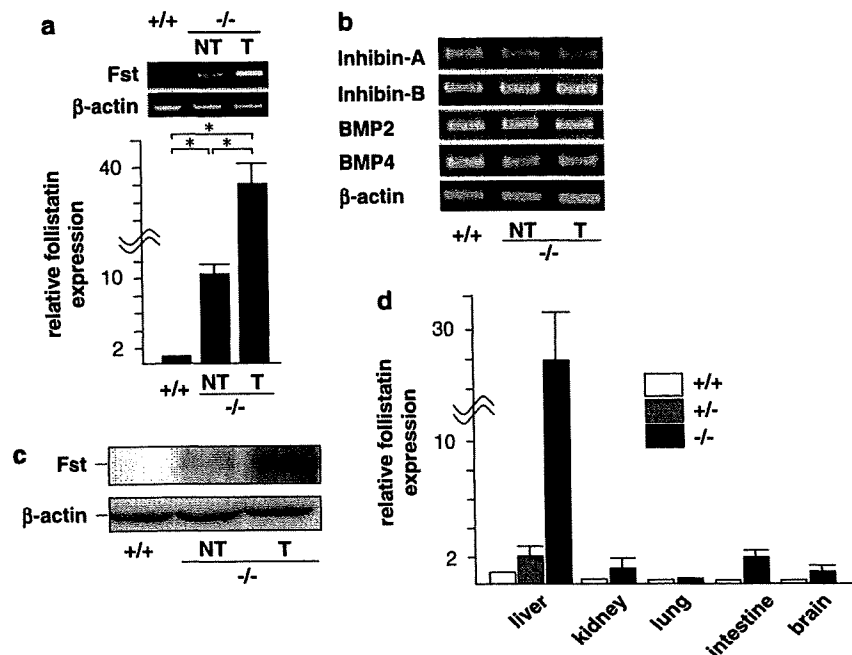 a
+/+ -/-
NT T
Fst
β-actin
* * *
relative follistatin
expression
40
10
2
+/+ NT T
-/-
b
Inhibin-A
Inhibin-B
BMP2
BMP4
β-actin
+/+ NT T
-/-
c
Fst
β-actin
+/+ NT T
-/-
d
relative follistatin
expression
30
10
2
+/+
+/-
-/-
liver
kidney
lung
intestine
brain